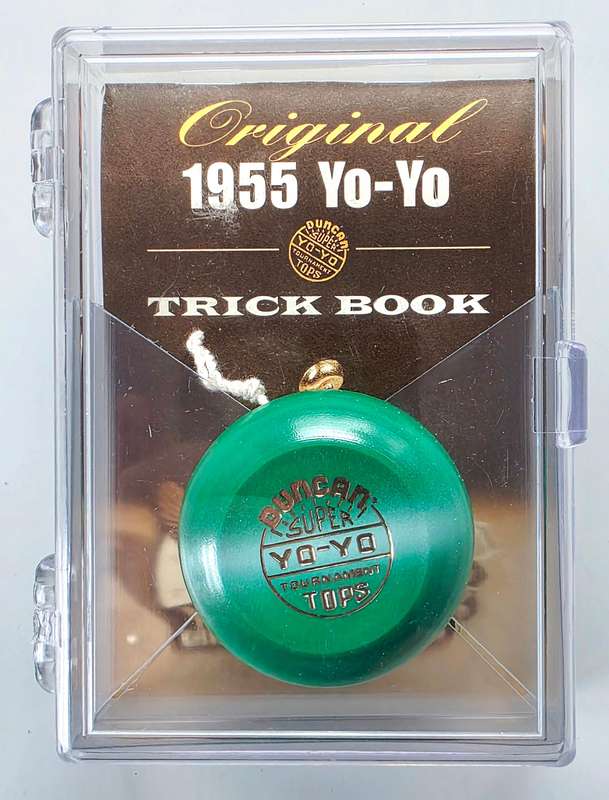 Original
1955 Yo-Yo
DUNCAN
SUPER
YO-YO
TOURNAMENT
TOPS
TRICK BOOK
DUNCAN
SUPER
YO-YO
TOURNAMENT
TOPS